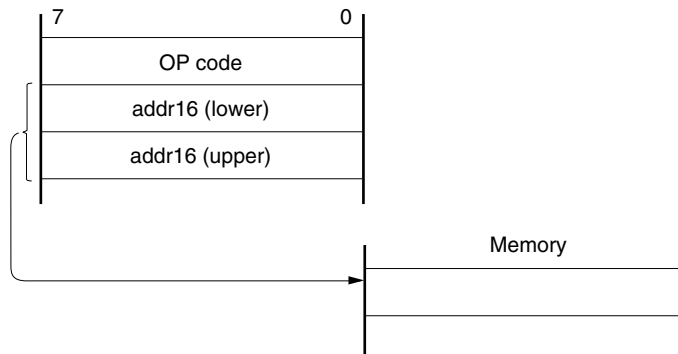 7 0
OP code
addr16 (lower)
addr16 (upper)
Memory